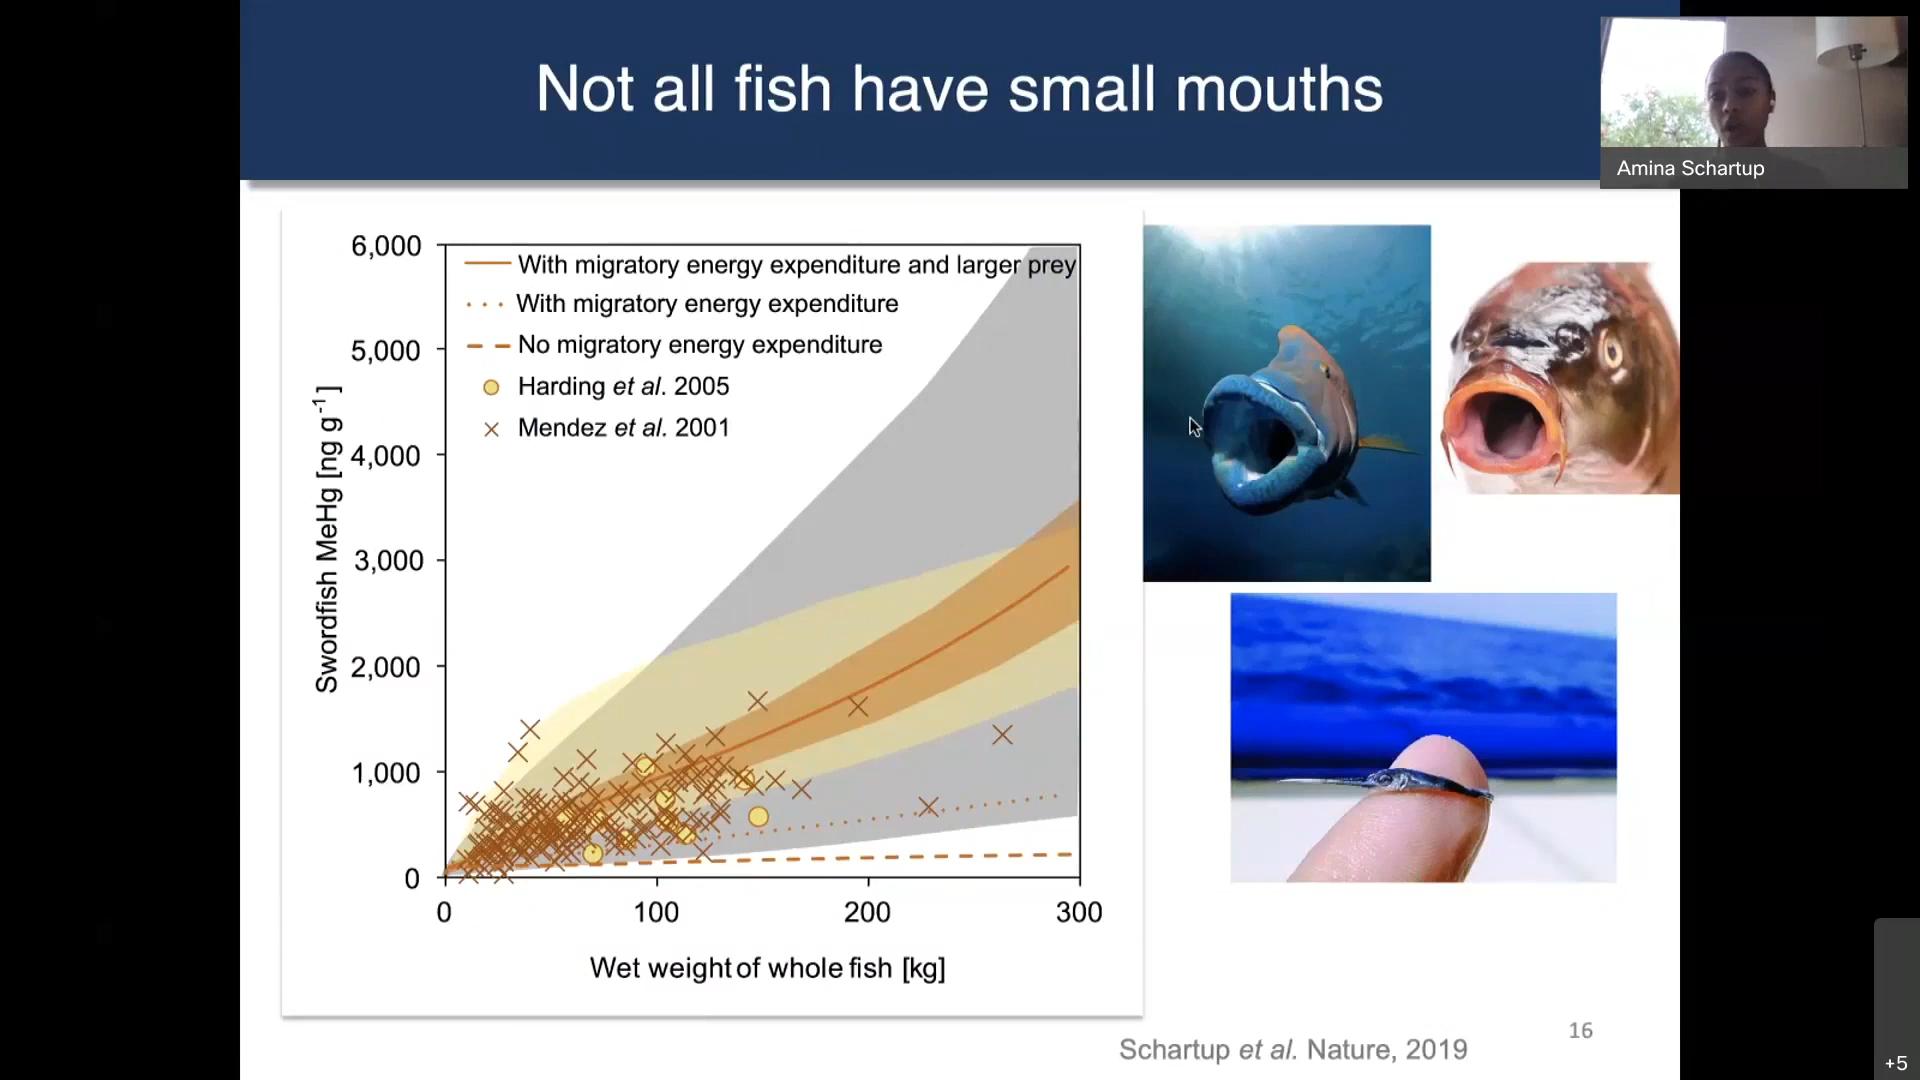 Not all fish have small mouths
Amina Schartup
6,000
5,000
4,000
3,000
2,000
1,000
0
Swordfish MeHg [ng g⁻¹]
With migratory energy expenditure and larger prey
With migratory energy expenditure
No migratory energy expenditure
Harding et al. 2005
Mendez et al. 2001
0 100 200 300
Wet weight of whole fish [kg]
16
Schartup et al. Nature, 2019
+5